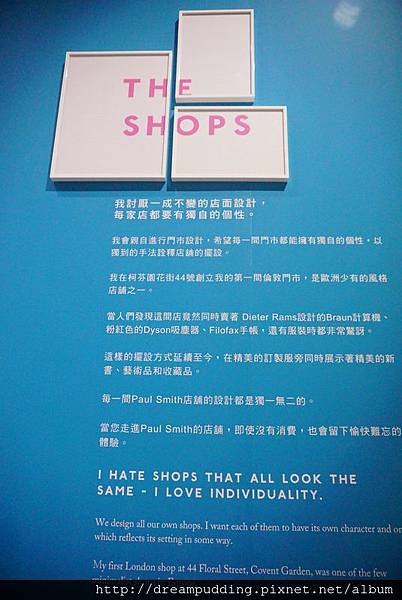 THE
SHOPS
我討厭一成不變的店面設計，
每家店都要有獨自的個性。
我會親自進行門市設計，希望每一間門市都能擁有獨自的個性，以
獨到的手法詮釋店舖的擺設。
我在柯芬園花街44號創立我的第一間倫敦門市，是歐洲少有的風格
店舖之一。
當人們發現這間店竟然同時賣著 Dieter Rams設計的Braun計算機、
粉紅色的Dyson吸塵器、Filofax手帳，還有服裝時都非常驚訝。
這樣的擺設方式延續至今，在精美的訂製服旁同時展示著精美的新
書、藝術品和收藏品。
每一間Paul Smith店舖的設計都是獨一無二的。
當您走進Paul Smith的店舖，即使沒有消費，也會留下愉快難忘的
體驗。
I HATE SHOPS THAT ALL LOOK THE
SAME – I LOVE INDIVIDUALITY.
We design all our own shops. I want each of them to have its own character and
which reflects its setting in some way.
My first London shop at 44 Floral Street, Covent Garden, was one of the few
http://dreampudding.pixnet.net/album